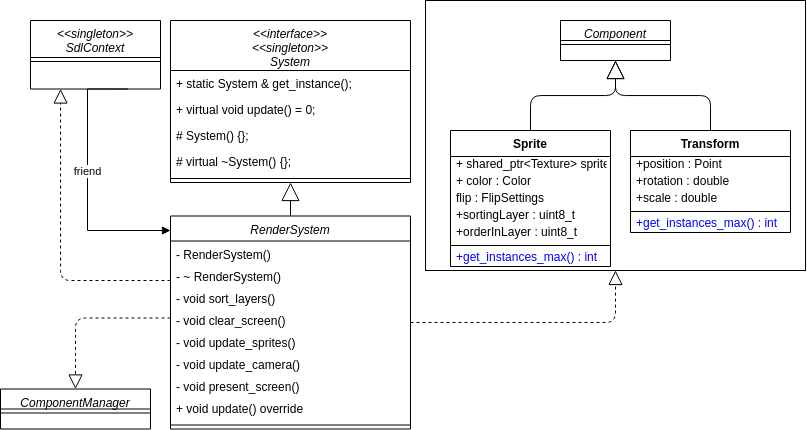 <<singleton>>
SdlContext
<<interface>>
<<singleton>>
System
+ static System & get_instance();
+ virtual void update() = 0;
# System() {};
# virtual ~System() {};
friend
RenderSystem
- RenderSystem()
- ~ RenderSystem()
- void sort_layers()
- void clear_screen()
- void update_sprites()
- void update_camera()
- void present_screen()
+ void update() override
ComponentManager
Component
Sprite
+ shared_ptr<Texture> sprite
+ color : Color
flip : FlipSettings
+sortingLayer : uint8_t
+orderInLayer : uint8_t
+get_instances_max() : int
Transform
+position : Point
+rotation : double
+scale : double
+get_instances_max() : int